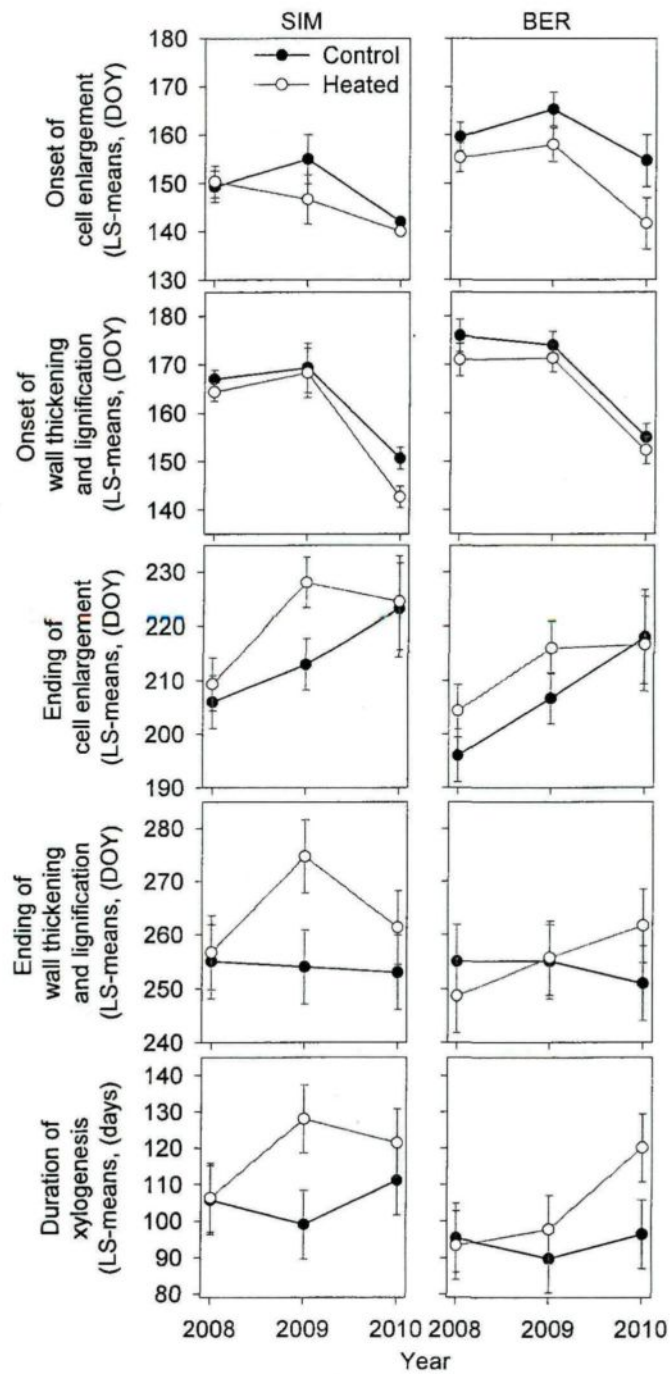 SIM BER
Control
Heated
Onset of
cell enlargement
(LS-means, (DOY)
180
170
160
150
140
130
Onset of
wall thickening
and lignification
(LS-means, (DOY)
180
170
160
150
140
Ending of
cell enlargement
(LS-means, (DOY)
230
220
210
200
190
Ending of
wall thickening
and lignification
(LS-means, (DOY)
280
270
260
250
240
Duration of
xylogenesis
(LS-means, (days)
140
130
120
110
100
90
80
2008 2009 2010 2008 2009 2010
Year